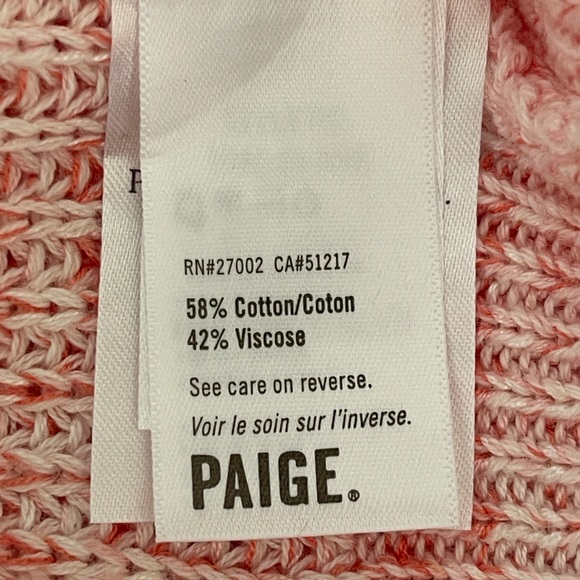 RN#27002 CA#51217
58% Cotton/Coton
42% Viscose
See care on reverse.
Voir le soin sur l'inverse.
PAIGE®